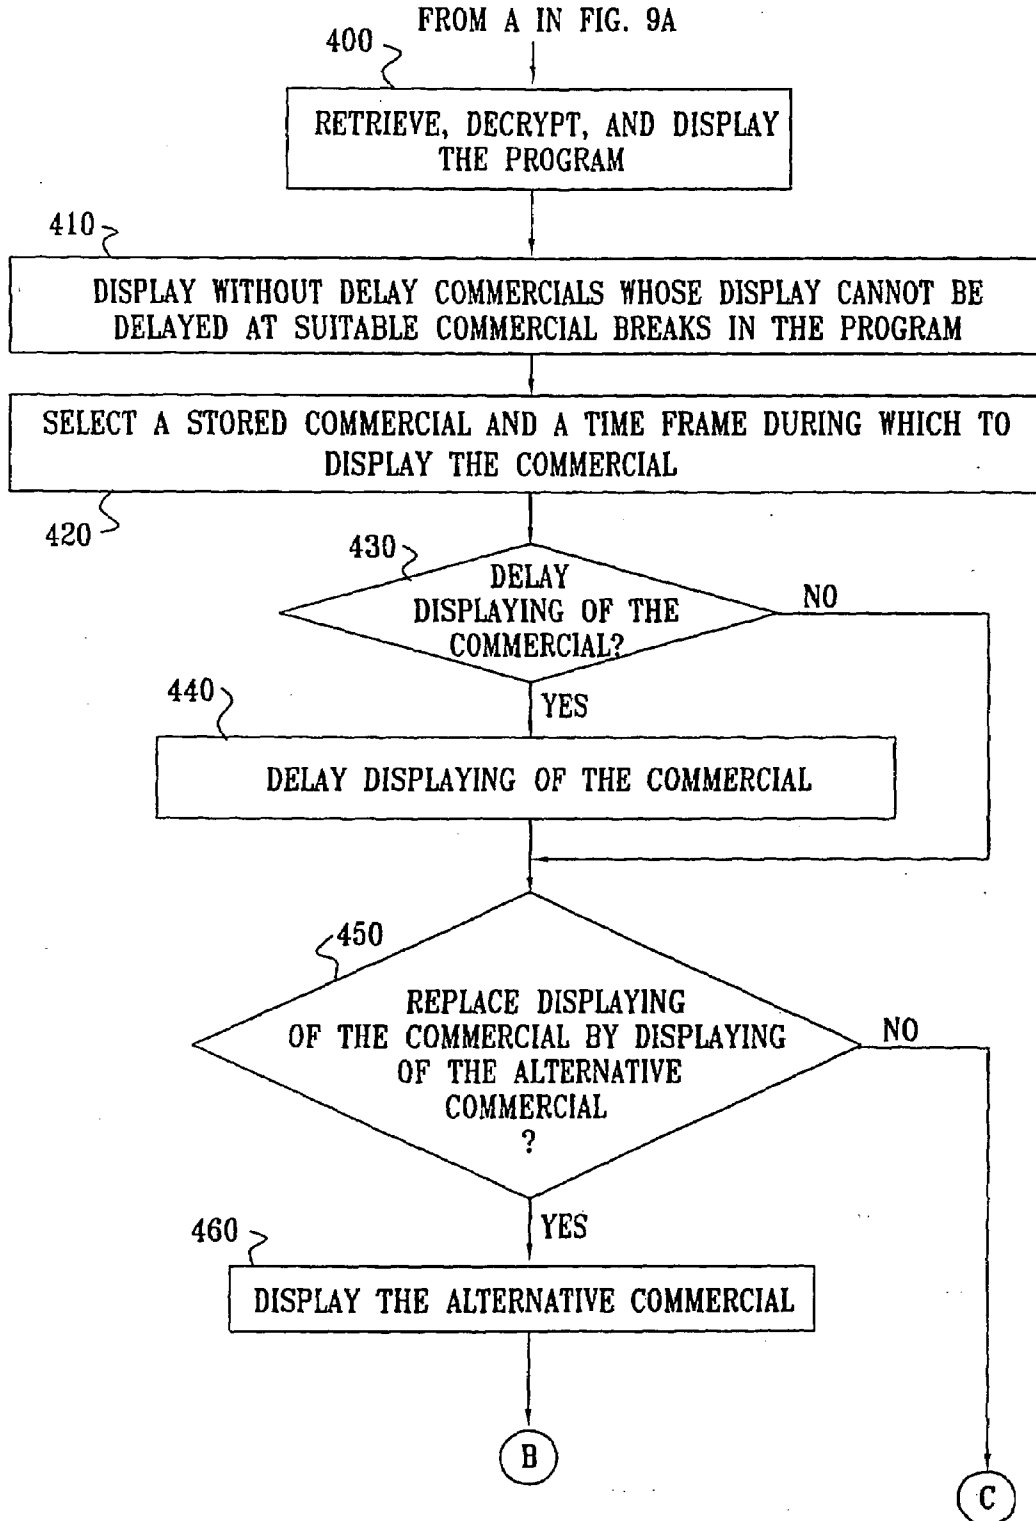 FROM A IN FIG. 9A
400
RETRIEVE, DECRYPT, AND DISPLAY
THE PROGRAM
410
DISPLAY WITHOUT DELAY COMMERCIALS WHOSE DISPLAY CANNOT BE
DELAYED AT SUITABLE COMMERCIAL BREAKS IN THE PROGRAM
SELECT A STORED COMMERCIAL AND A TIME FRAME DURING WHICH TO
DISPLAY THE COMMERCIAL
420
430
DELAY
DISPLAYING OF THE
COMMERCIAL?
NO
YES
440
DELAY DISPLAYING OF THE COMMERCIAL
450
REPLACE DISPLAYING
OF THE COMMERCIAL BY DISPLAYING
OF THE ALTERNATIVE
COMMERCIAL
?
NO
YES
460
DISPLAY THE ALTERNATIVE COMMERCIAL
B
C